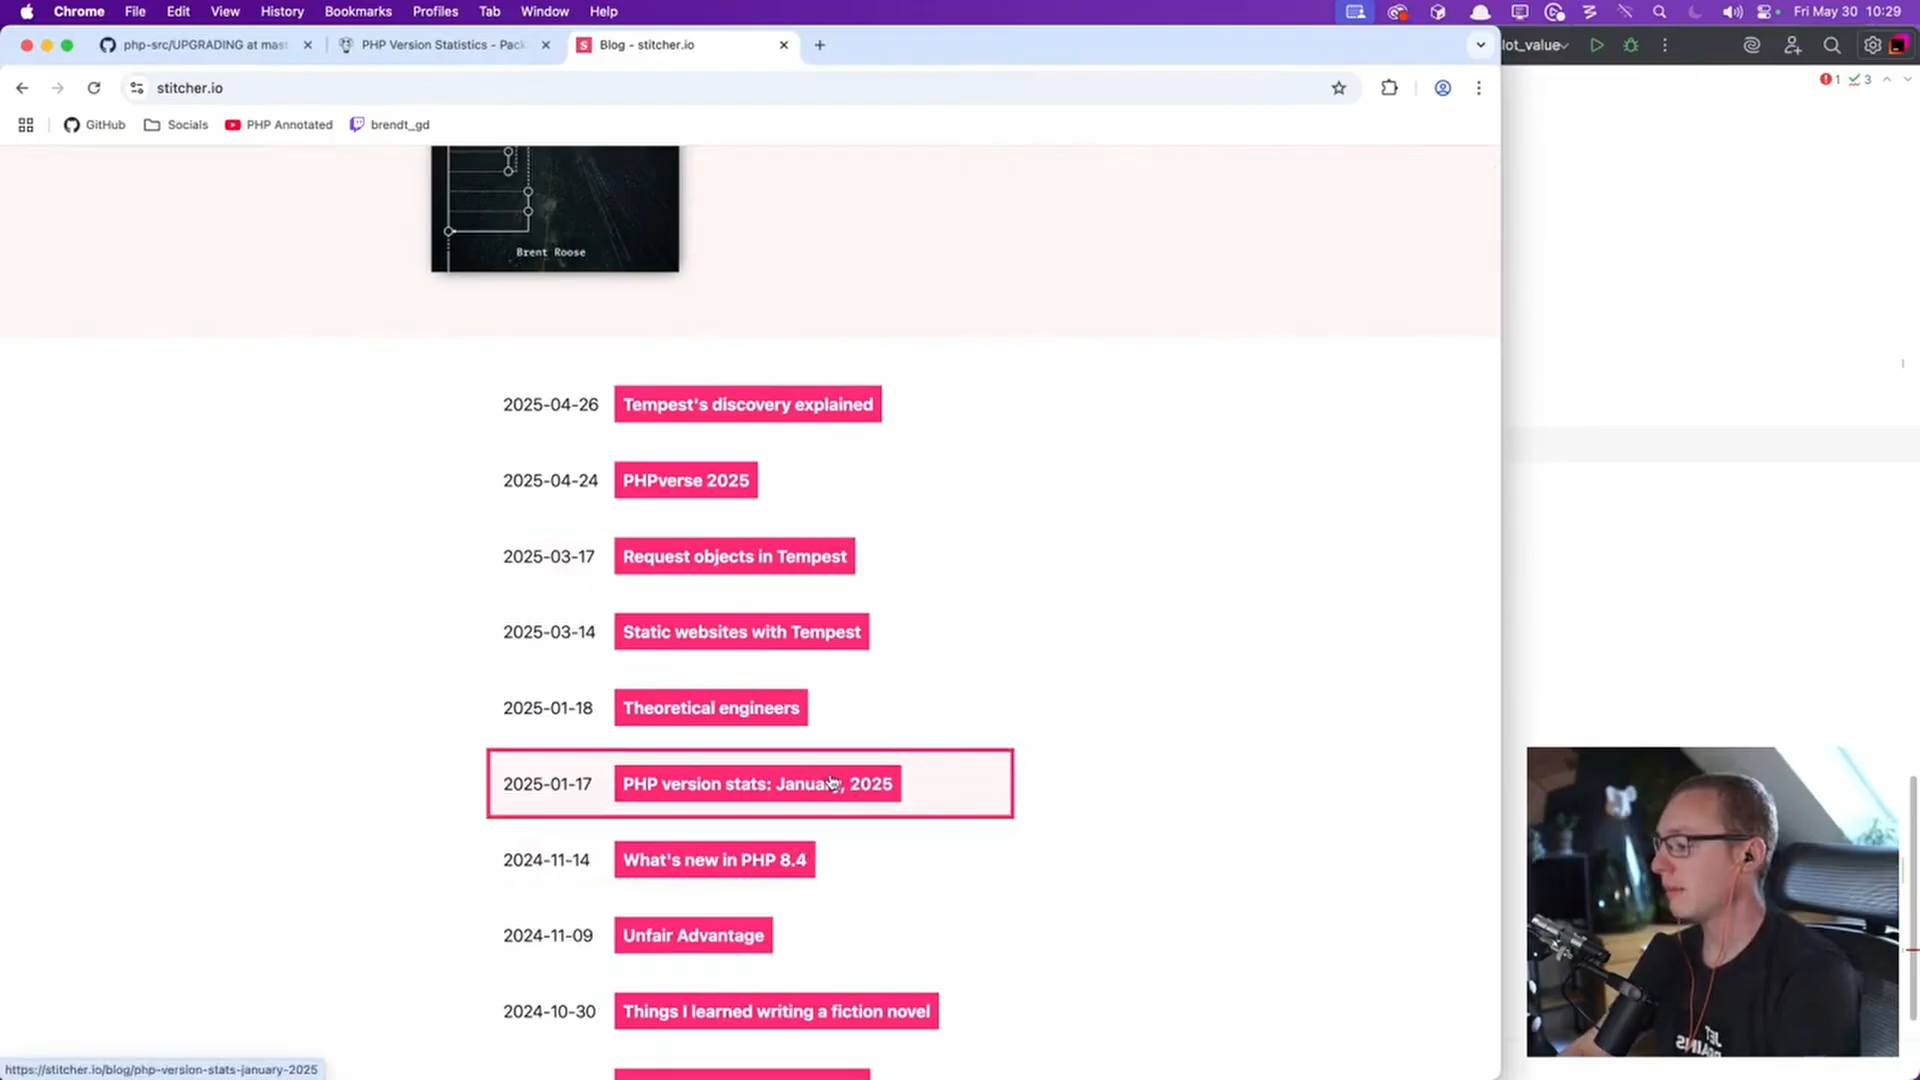 Chrome File Edit View History Bookmarks Profiles Tab Window Help
Fri May 30 10:29
php-src/UPGRADING at mast
PHP Version Statistics - Pack
Blog - stitcher.io
lot_value
stitcher.io
1 3
GitHub Socials PHP Annotated brendt_gd
Brent Roose
2025-04-26 Tempest's discovery explained
2025-04-24 PHPverse 2025
2025-03-17 Request objects in Tempest
2025-03-14 Static websites with Tempest
2025-01-18 Theoretical engineers
2025-01-17 PHP version stats: January, 2025
2024-11-14 What's new in PHP 8.4
2024-11-09 Unfair Advantage
2024-10-30 Things I learned writing a fiction novel
https://stitcher.io/blog/php-version-stats-january-2025